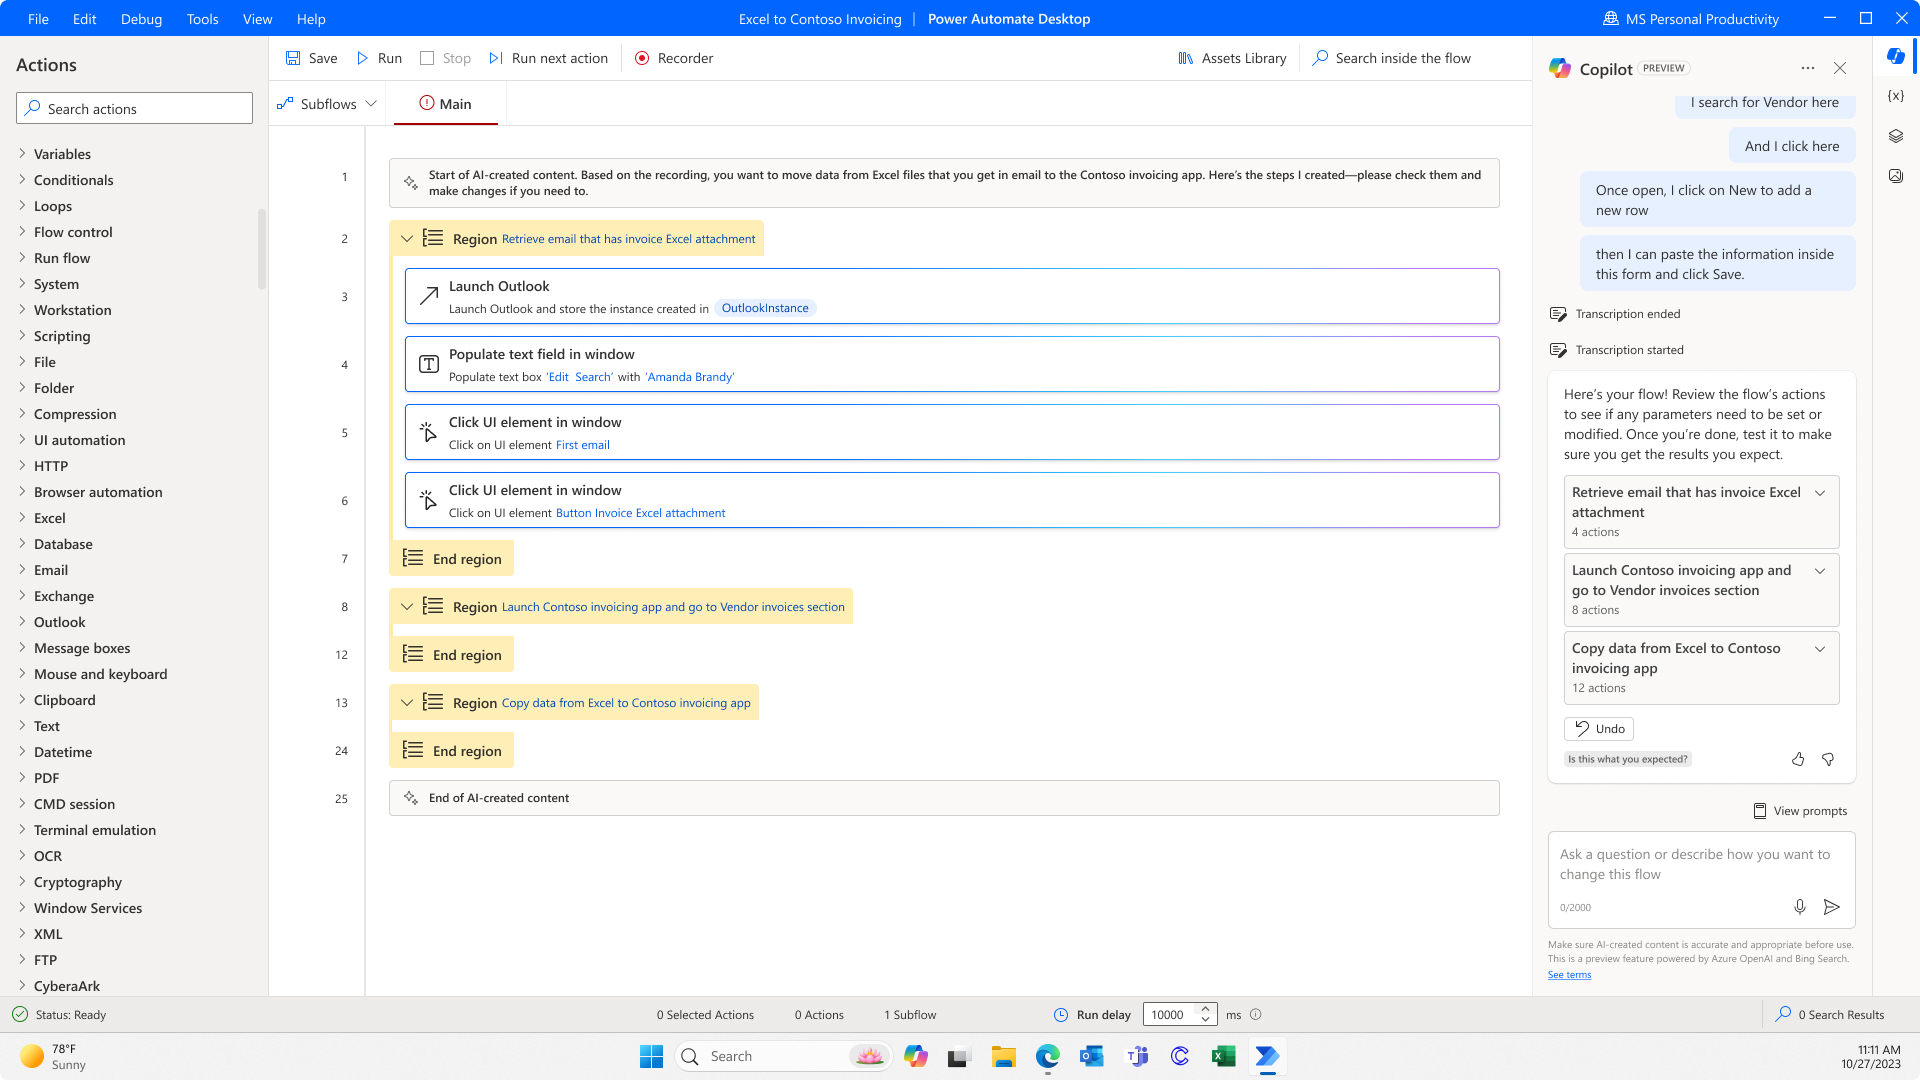 File Edit Debug Tools View Help
Excel to Contoso Invoicing | Power Automate Desktop
MS Personal Productivity
Actions
Search actions
Variables
Conditionals
Loops
Flow control
Run flow
System
Workstation
Scripting
File
Folder
Compression
UI automation
HTTP
Browser automation
Excel
Database
Email
Exchange
Outlook
Message boxes
Mouse and keyboard
Clipboard
Text
Datetime
PDF
CMD session
Terminal emulation
OCR
Cryptography
Window Services
XML
FTP
CyberaArk
Save Run Stop Run next action Recorder
Assets Library Search inside the flow
Subflows Main
1
Start of AI-created content. Based on the recording, you want to move data from Excel files that you get in email to the Contoso invoicing app. Here's the steps I created—please check them and
make changes if you need to.
2
Region Retrieve email that has invoice Excel attachment
3
Launch Outlook
Launch Outlook and store the instance created in OutlookInstance
4
Populate text field in window
Populate text box 'Edit Search' with 'Amanda Brandy'
5
Click UI element in window
Click on UI element First email
6
Click UI element in window
Click on UI element Button Invoice Excel attachment
7
End region
8
Region Launch Contoso invoicing app and go to Vendor invoices section
12
End region
13
Region Copy data from Excel to Contoso invoicing app
24
End region
25
End of AI-created content
Copilot PREVIEW
I search for Vendor here
And I click here
Once open, I click on New to add a
new row
then I can paste the information inside
this form and click Save.
Transcription ended
Transcription started
Here's your flow! Review the flow's actions
to see if any parameters need to be set or
modified. Once you're done, test it to make
sure you get the results you expect.
Retrieve email that has invoice Excel
attachment
4 actions
Launch Contoso invoicing app and
go to Vendor invoices section
8 actions
Copy data from Excel to Contoso
invoicing app
12 actions
Undo
Is this what you expected?
View prompts
Ask a question or describe how you want to
change this flow
0/2000
Make sure AI-created content is accurate and appropriate before use.
This is a preview feature powered by Azure OpenAI and Bing Search.
See terms
{x}
Status: Ready
0 Selected Actions 0 Actions 1 Subflow
Run delay 10000 ms
0 Search Results
78°F
Sunny
Search
11:11 AM
10/27/2023